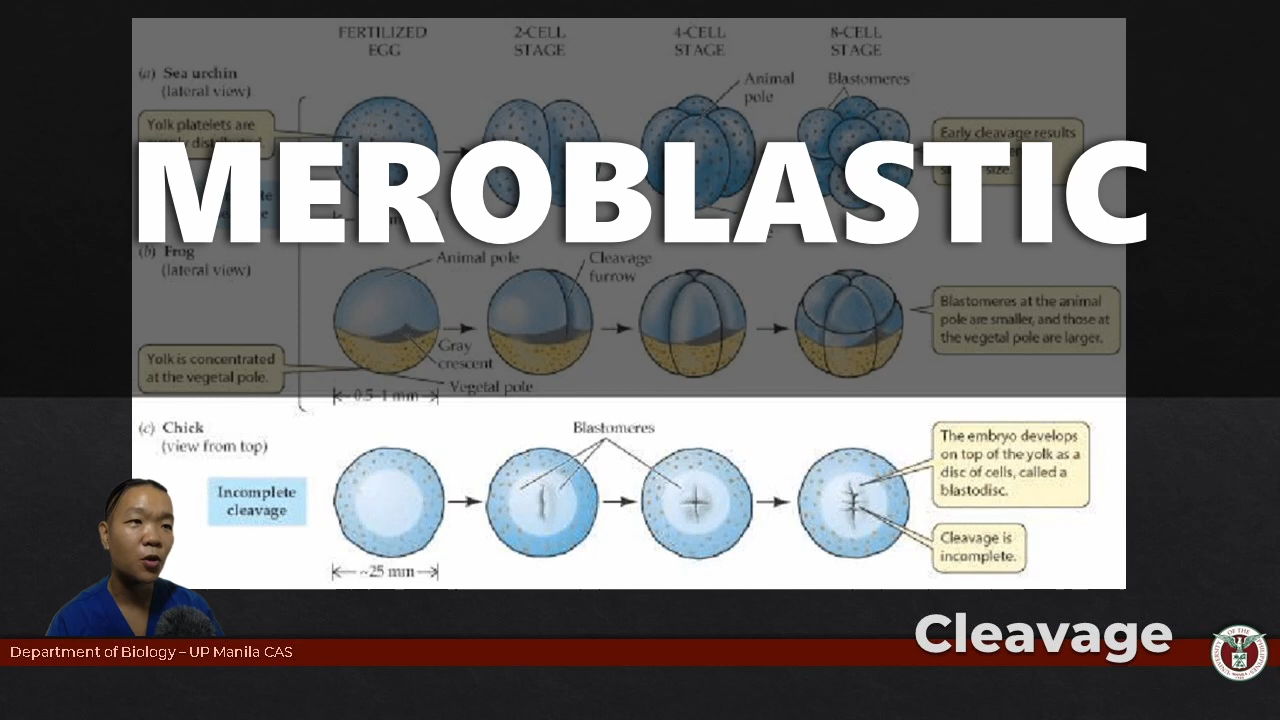 FERTILIZED
EGG
2-CELL
STAGE
4-CELL
STAGE
8-CELL
STAGE
(a) Sea urchin
(lateral view)
Animal
pole
Blastomeres
Yolk platelets are
Early cleavage results
size.
MEROBLASTIC
(b) Frog
(lateral view)
Animal pole
Cleavage
furrow
Blastomeres at the animal
pole are smaller, and those at
the vegetal pole are larger.
Gray
crescent
Yolk is concentrated
at the vegetal pole.
Vegetal pole
0.5–1 mm
(c) Chick
(view from top)
Blastomeres
The embryo develops
on top of the yolk as a
disc of cells, called a
blastodisc.
Incomplete
cleavage
Cleavage is
incomplete.
~25 mm
Cleavage
Department of Biology – UP Manila CAS